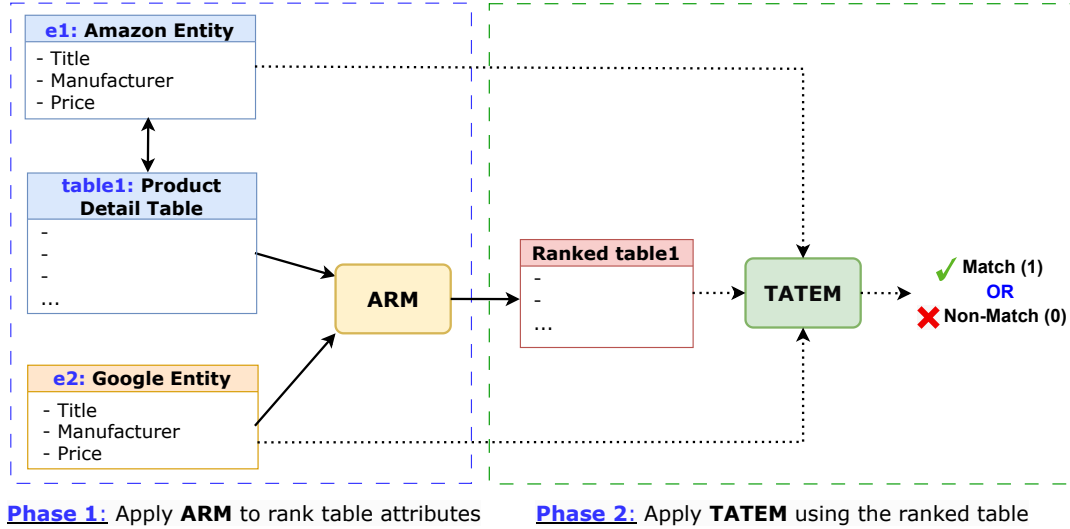 e1: Amazon Entity
- Title
- Manufacturer
- Price
table1: Product
Detail Table
-
-
-
...
ARM
e2: Google Entity
- Title
- Manufacturer
- Price
Ranked table1
-
-
...
TATEM
Match (1)
OR
Non-Match (0)
Phase 1: Apply ARM to rank table attributes
Phase 2: Apply TATEM using the ranked table